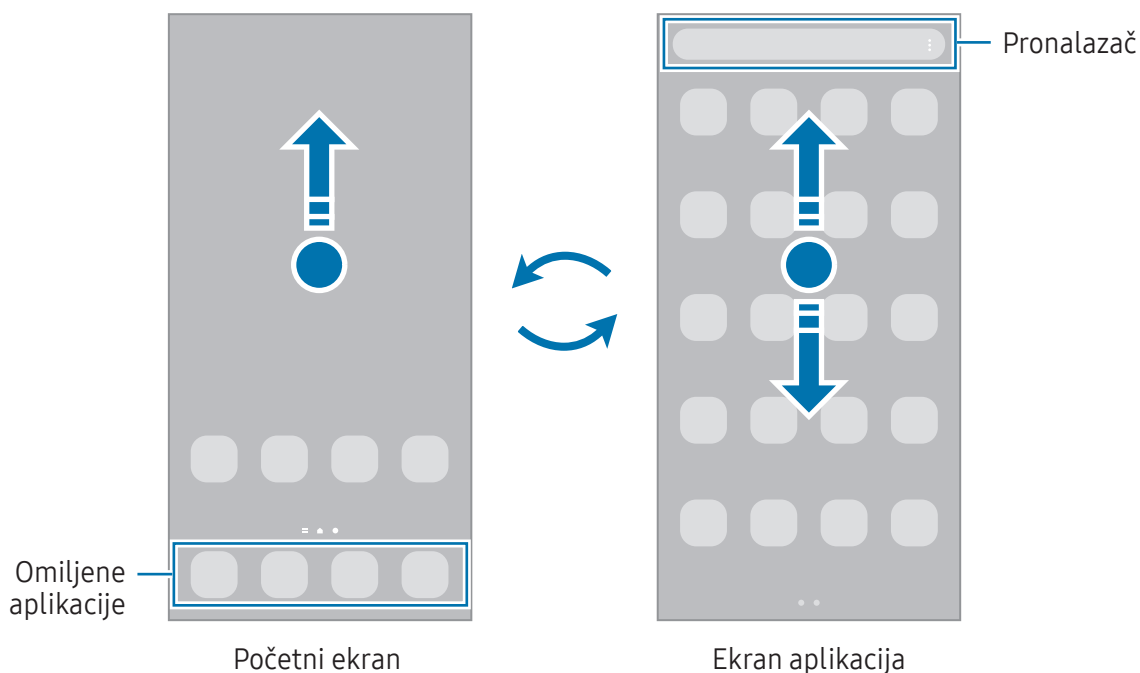 Pronalazač
Omiljene
aplikacije
Početni ekran
Ekran aplikacija